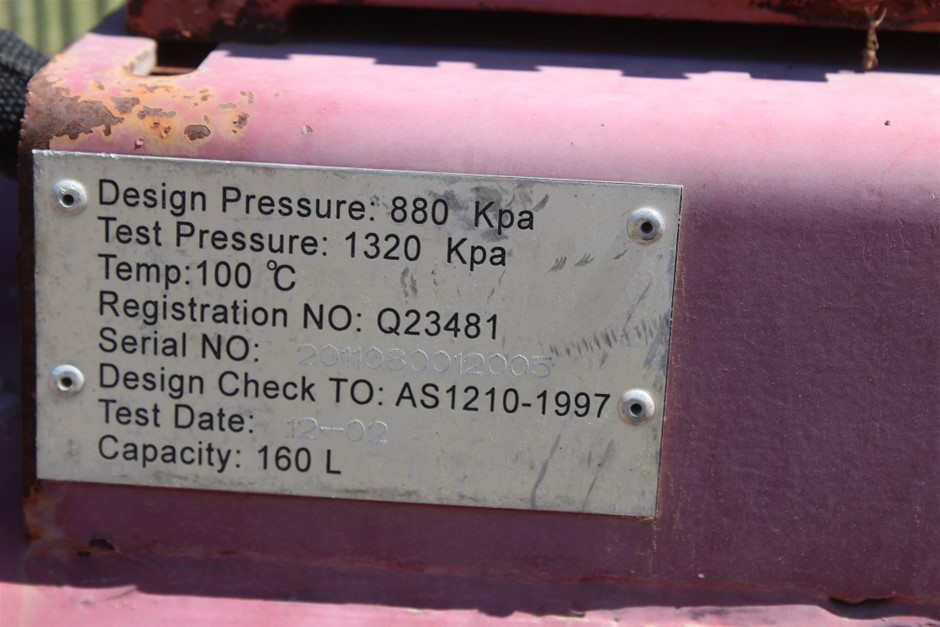 Design Pressure: 880 Kpa
Test Pressure: 1320 Kpa
Temp:100 ℃
Registration NO: Q23481
Serial NO: 2011080012005
Design Check TO: AS1210-1997
Test Date: 12-02
Capacity: 160 L